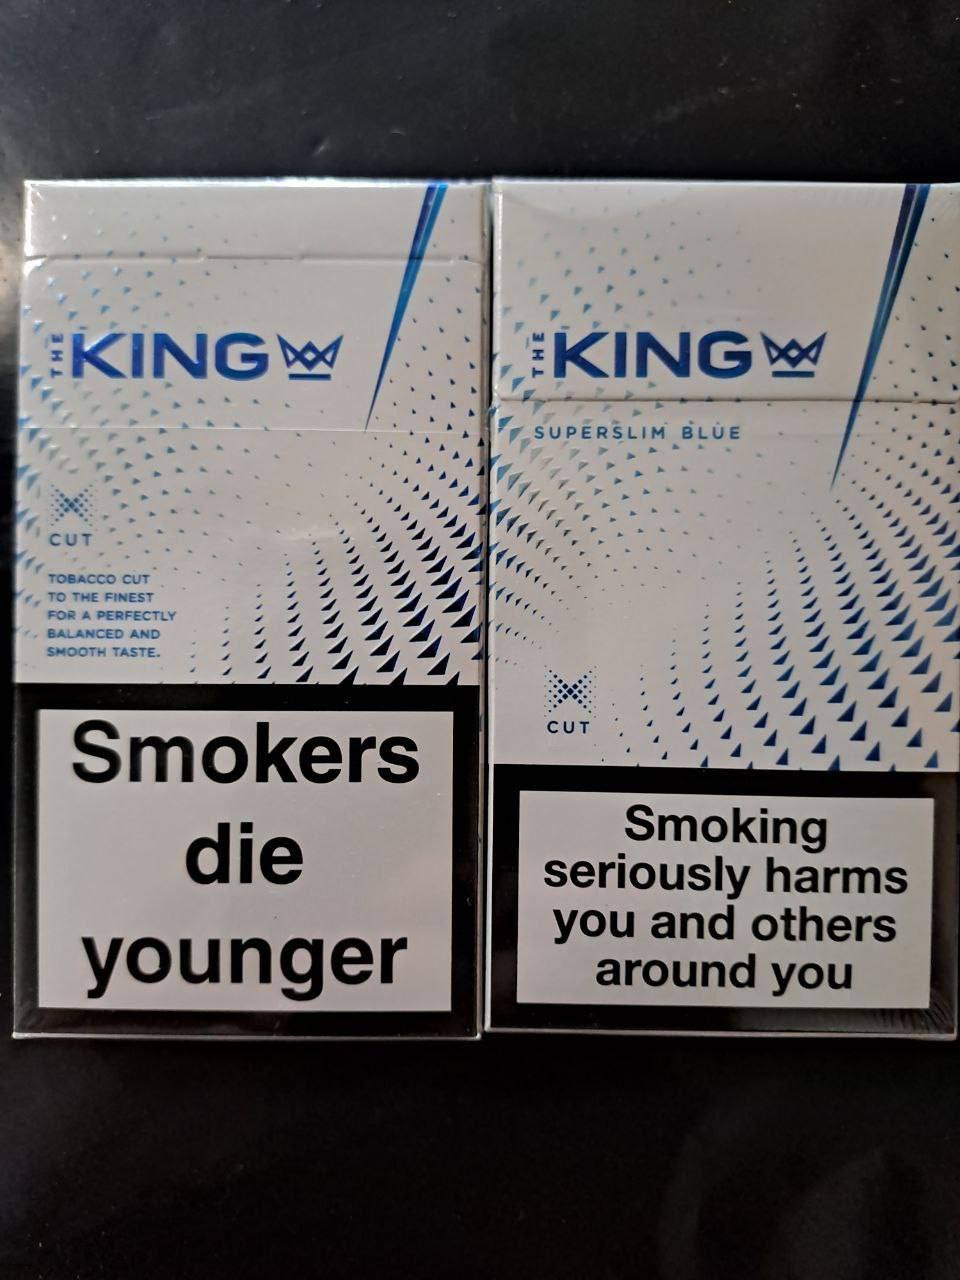 THE KING
CUT
TOBACCO CUT
TO THE FINEST
FOR A PERFECTLY
BALANCED AND
SMOOTH TASTE.
Smokers
die
younger
THE KING
SUPERSLIM BLUE
CUT
Smoking
seriously harms
you and others
around you